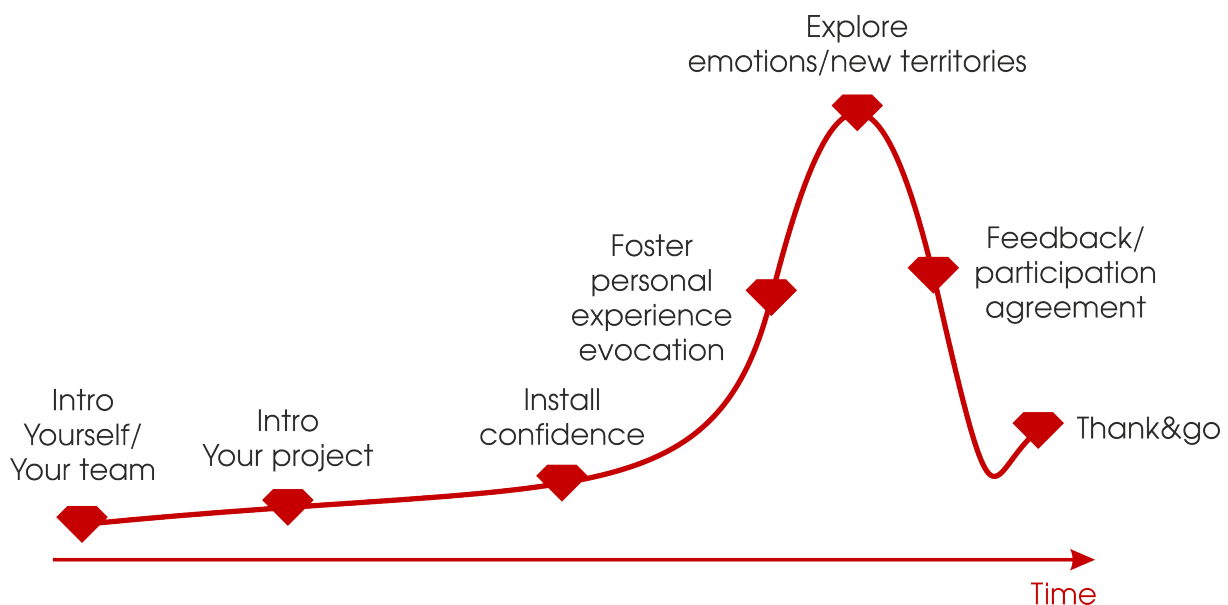 Explore
emotions/new territories
Foster
personal
experience
evocation
Feedback/
participation
agreement
Intro
Yourself/
Your team
Intro
Your project
Install
confidence
Thank&go
Time